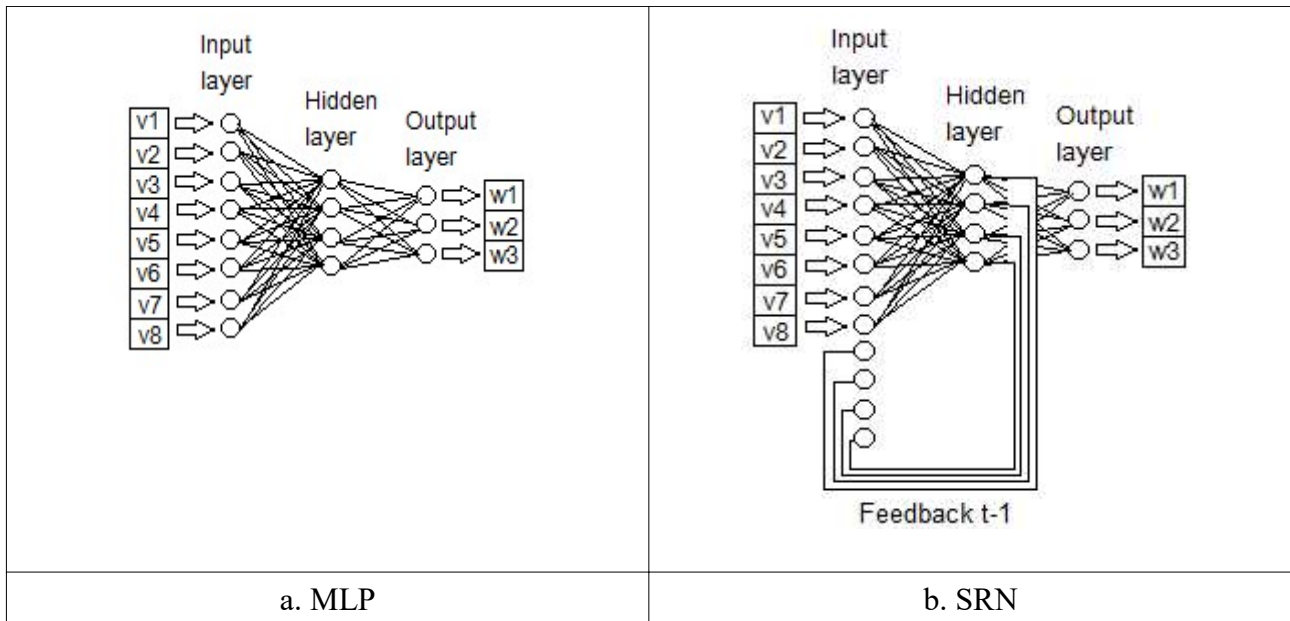 Input
layer
Hidden
layer
Output
layer
v1
v2
v3
v4
v5
v6
v7
v8
w1
w2
w3
a. MLP
Input
layer
Hidden
layer
Output
layer
v1
v2
v3
v4
v5
v6
v7
v8
w1
w2
w3
Feedback t-1
b. SRN